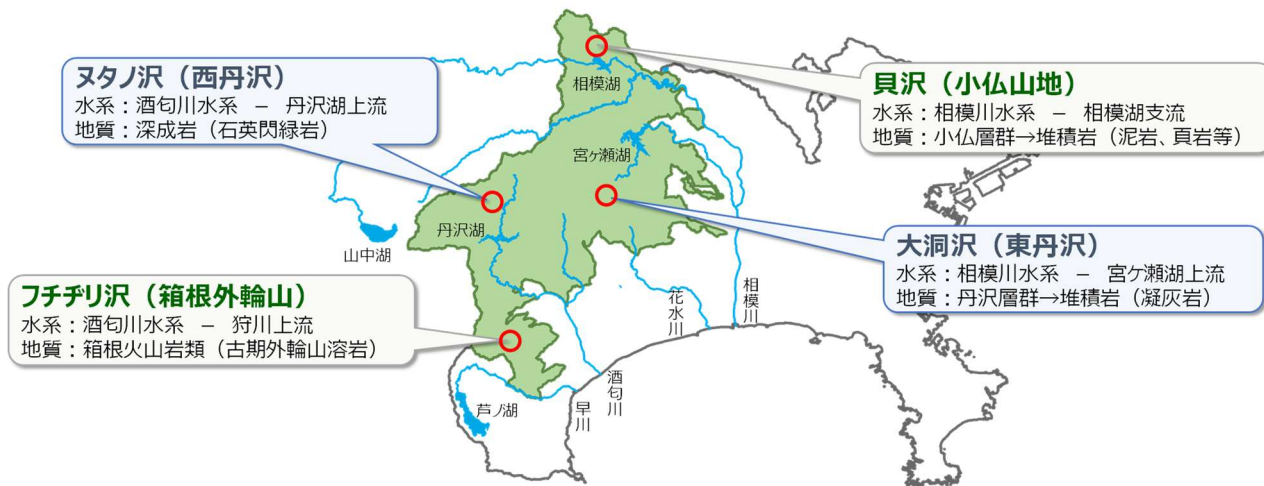 ヌタノ沢（西丹沢）
水系：酒匂川水系 － 丹沢湖上流
地質：深成岩（石英閃緑岩）
貝沢（小仏山地）
水系：相模川水系 － 相模湖支流
地質：小仏層群→堆積岩（泥岩、頁岩等）
相模湖
宮ヶ瀬湖
丹沢湖
山中湖
大洞沢（東丹沢）
水系：相模川水系 － 宮ケ瀬湖上流
地質：丹沢層群→堆積岩（凝灰岩）
フチヂリ沢（箱根外輪山）
水系：酒匂川水系 － 狩川上流
地質：箱根火山岩類（古期外輪山溶岩）
花水川
相模川
酒匂川
早川
芦ノ湖